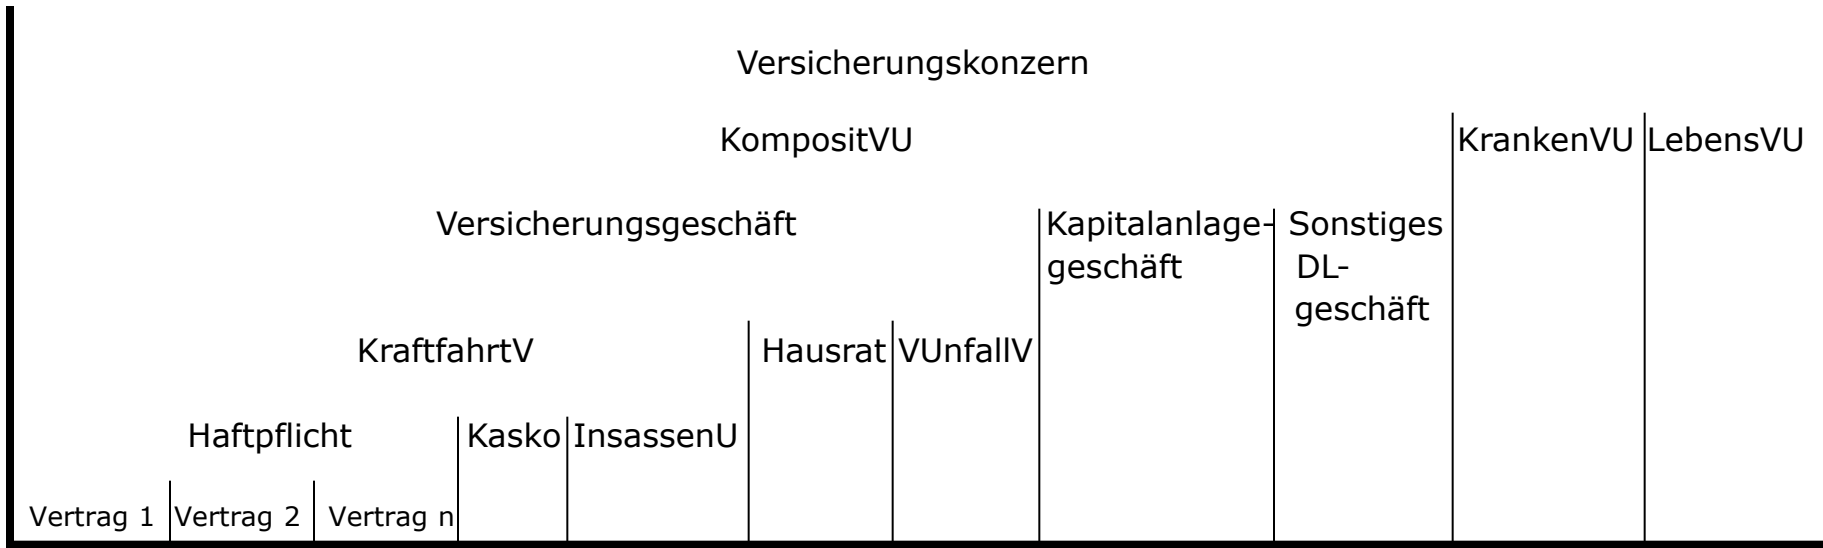 Versicherungskonzern
KompositVU
KrankenVU
LebensVU
Versicherungsgeschäft
Kapitalanlage-
geschäft
Sonstiges
DL-
geschäft
KraftfahrtV
Hausrat
VUnfallV
Haftpflicht
Kasko
InsassenU
Vertrag 1
Vertrag 2
Vertrag n